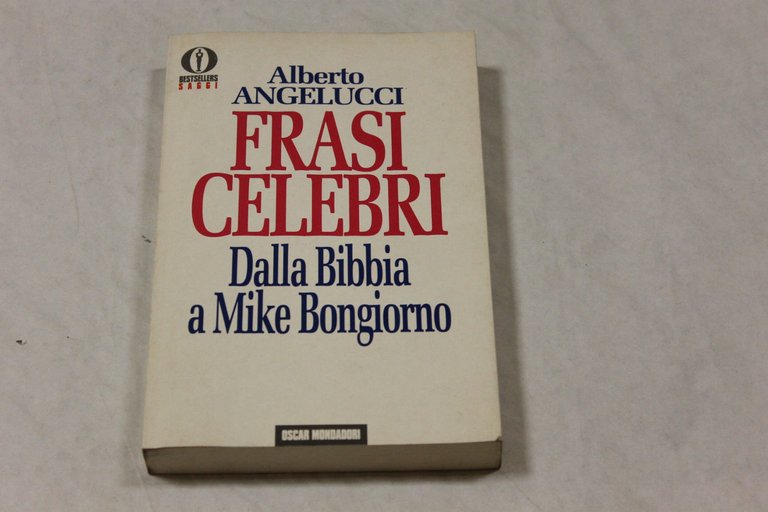 BESTSELLERS
SAGGI
Alberto
ANGELUCCI
FRASI
CELEBRI
Dalla Bibbia
a Mike Bongiorno
OSCAR MONDADORI